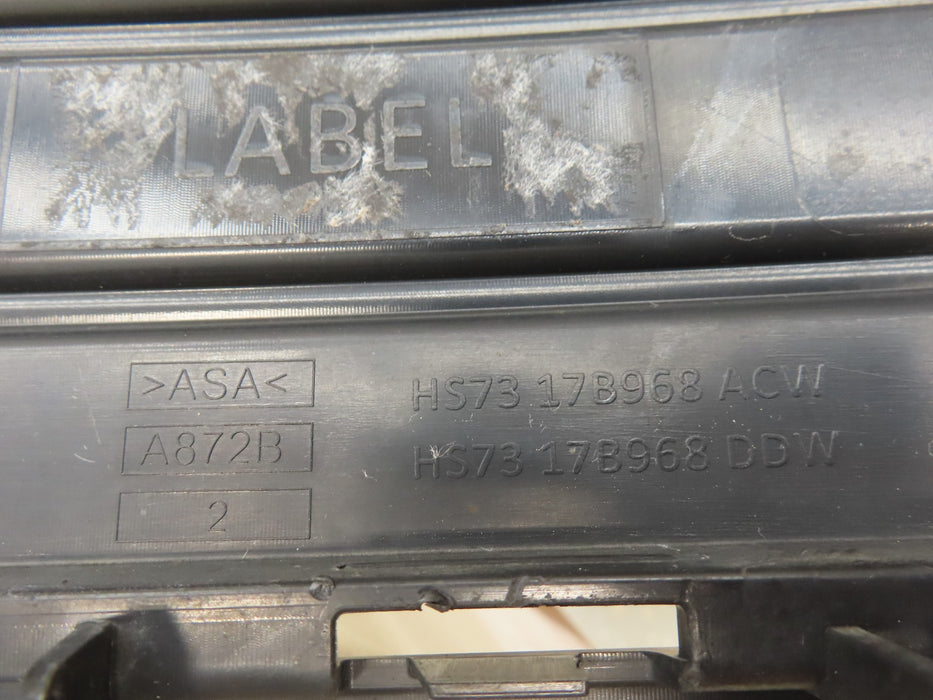 LABEL
>ASA<
HS73 17B968 ACW
A872B
HS73 17B968 DDW
2